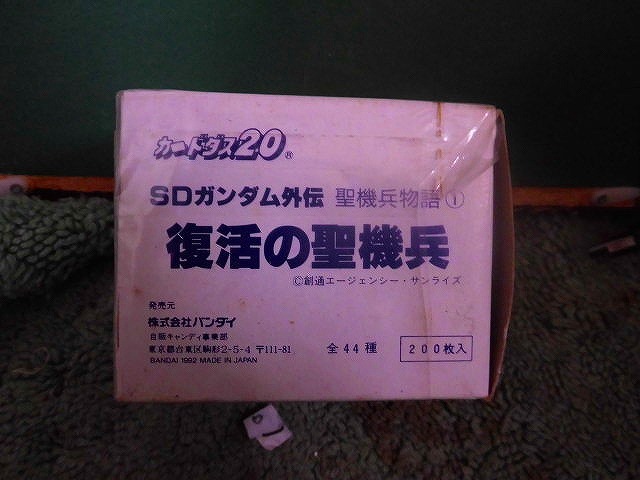 カードダス20®
SDガンダム外伝 聖機兵物語①
復活の聖機兵
©創通エージェンシー・サンライズ
発売元
株式会社バンダイ
自販キャンディ事業部
東京都台東区駒形2-5-4 〒111-81
BANDAI 1992 MADE IN JAPAN
全44種 200枚入